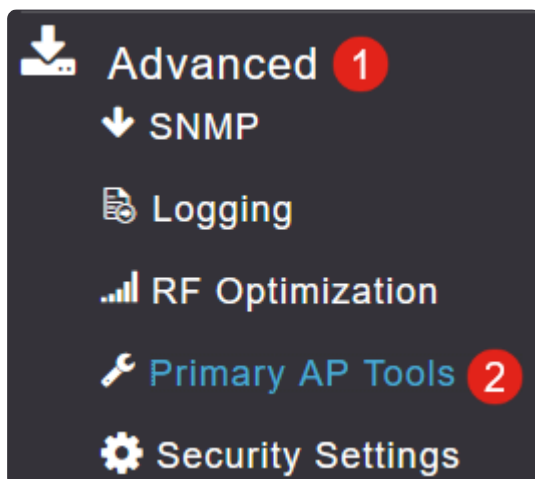 Advanced 1
SNMP
Logging
RF Optimization
Primary AP Tools 2
Security Settings